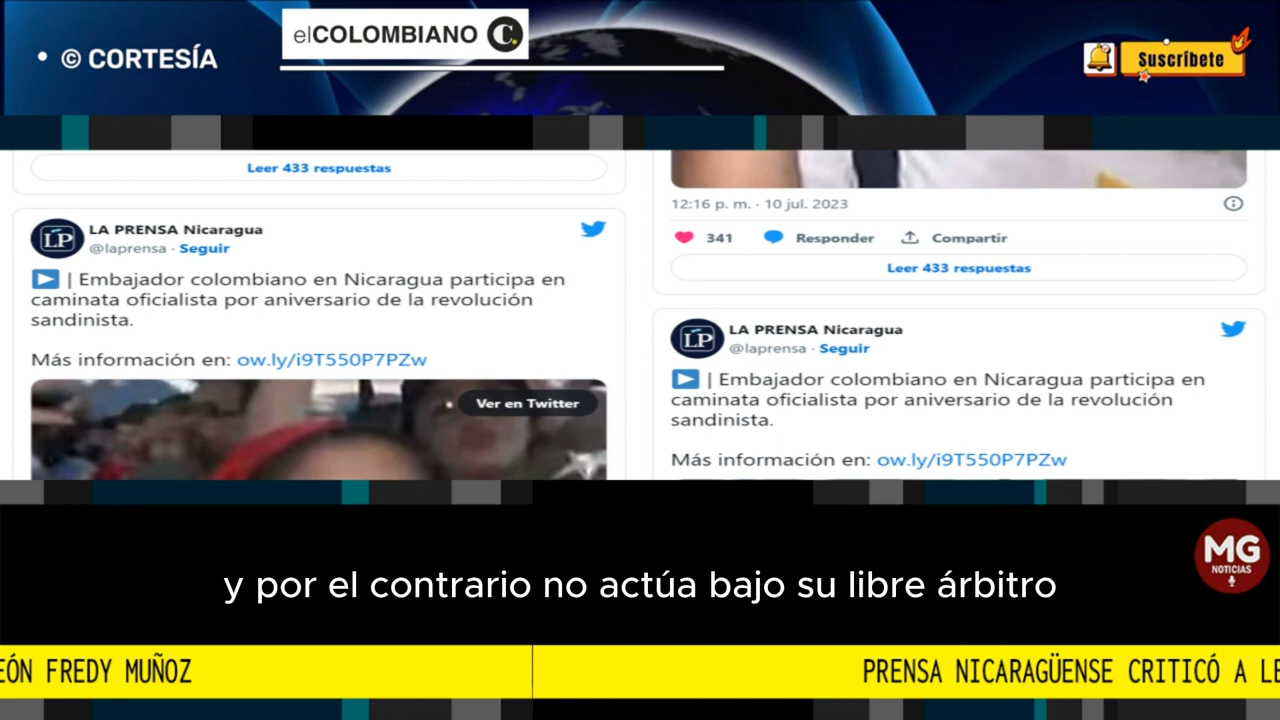 • © CORTESÍA
elCOLOMBIANO C.
Suscríbete
Leer 433 respuestas
LA PRENSA Nicaragua
@laprensa · Seguir
| Embajador colombiano en Nicaragua participa en
caminata oficialista por aniversario de la revolución
sandinista.
Más información en: ow.ly/i9T550P7PZw
Ver en Twitter
12:16 p. m. · 10 jul. 2023
341 Responder Compartir
Leer 433 respuestas
LA PRENSA Nicaragua
@laprensa · Seguir
| Embajador colombiano en Nicaragua participa en
caminata oficialista por aniversario de la revolución
sandinista.
Más información en: ow.ly/i9T550P7PZw
LP
LP
MG
NOTICIAS
y por el contrario no actúa bajo su libre árbitro
EÓN FREDY MUÑOZ
PRENSA NICARAGÜENSE CRITICÓ A LE